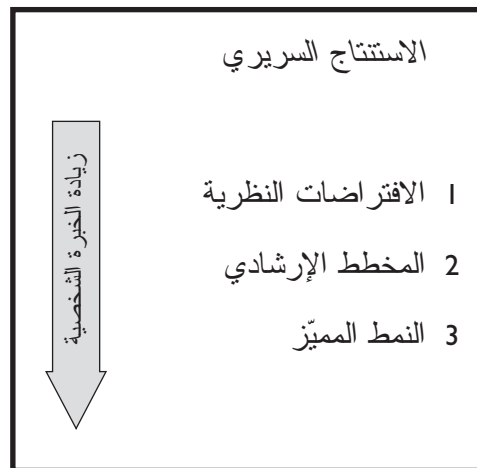 الاستنتاج السريري
1 الافتراضات النظرية
2 المخطط الإرشادي
3 النمط المميّز
زيادة الخبرة الشخصية